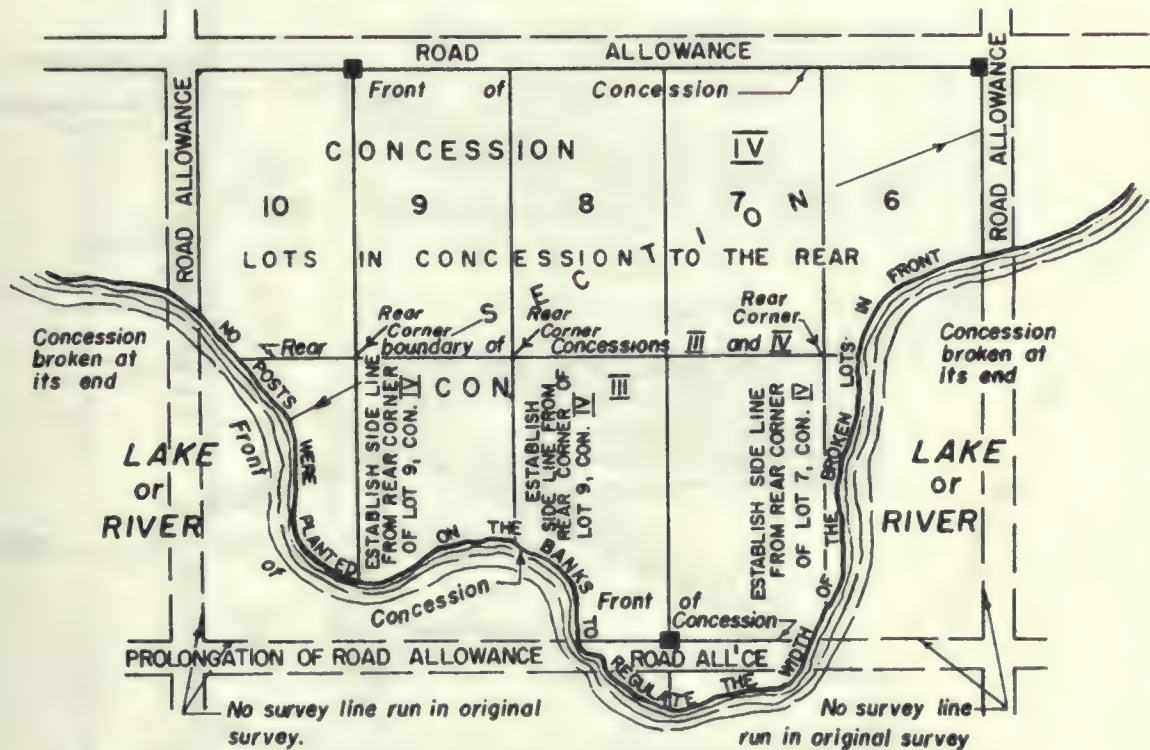 ROAD ALLOWANCE
Front of Concession
ROAD ALLOWANCE
ROAD ALLOWANCE
CONCESSION IV
10 9 8 7 6
SECTION
LOTS IN CONCESSION TO THE REAR
Rear Corner
Rear Corner
Rear Corner
Rear boundary of Concessions III and IV
CON. III
Concession
broken at
its end
Concession
broken at
its end
LAKE
or
RIVER
LAKE
or
RIVER
NO POSTS WERE PLANTED ON THE BANKS TO REGULATE THE WIDTH OF THE BROKEN LOTS IN FRONT
ESTABLISH SIDE LINE
FROM REAR CORNER
OF LOT 9, CON. IV
ESTABLISH
SIDE LINE FROM
REAR CORNER OF
LOT 9, CON. IV
ESTABLISH SIDE LINE
FROM REAR CORNER
OF LOT 7, CON. IV
Front of Concession
Front of
Concession
PROLONGATION OF ROAD ALLOWANCE
ROAD ALL'CE
No survey line run in original
survey.
No survey line
run in original survey